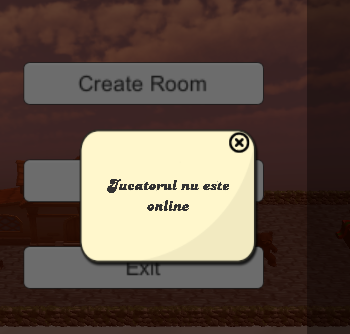 Create Room
Jucatorul nu este
online
Exit